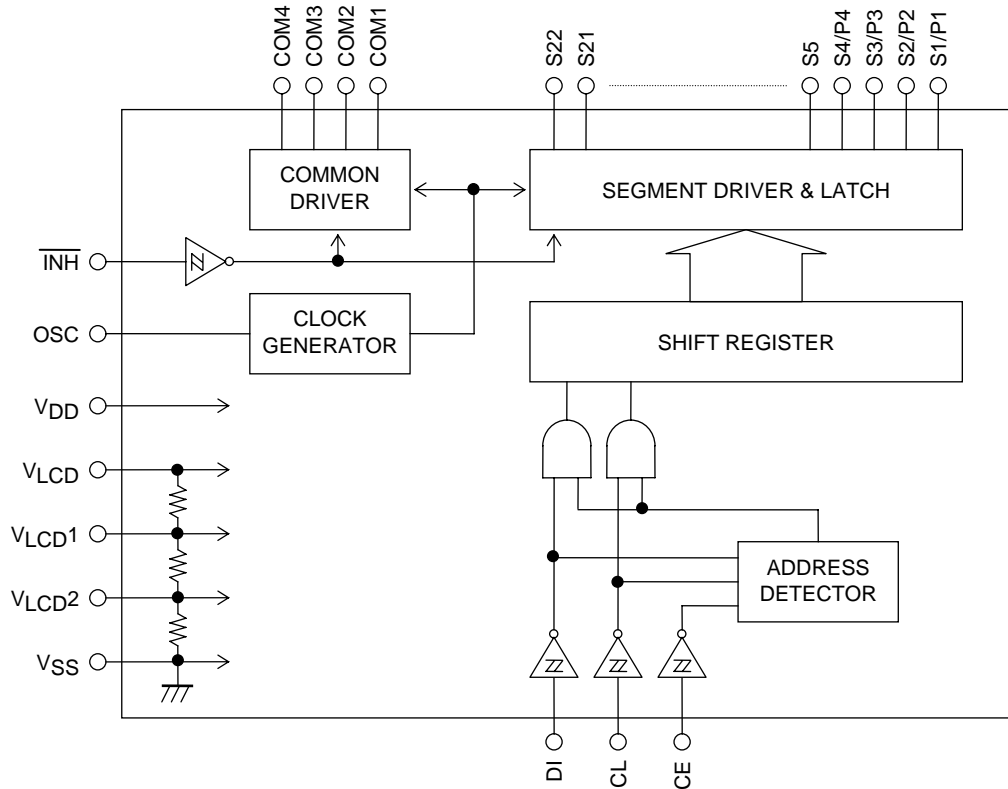 COM4
COM3
COM2
COM1
S22
S21
S5
S4/P4
S3/P3
S2/P2
S1/P1
COMMON
DRIVER
SEGMENT DRIVER & LATCH
INH
OSC
CLOCK
GENERATOR
SHIFT REGISTER
VDD
VLCD
VLCD1
VLCD2
VSS
ADDRESS
DETECTOR
DI
CL
CE